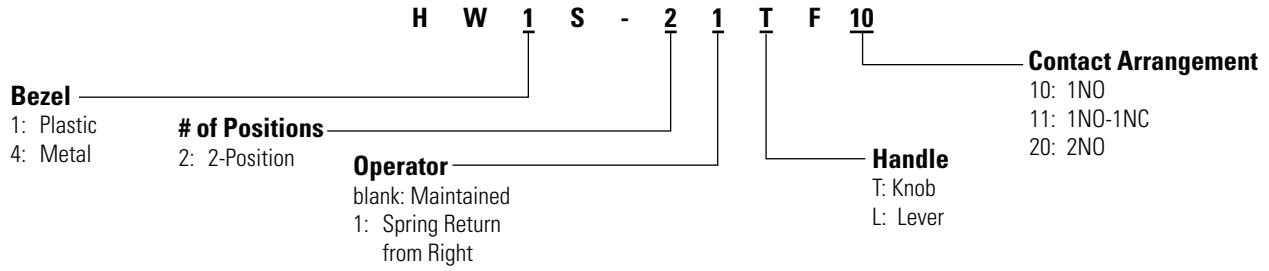 H W 1 S - 2 1 T F 10
Bezel
1: Plastic
4: Metal
# of Positions
2: 2-Position
Operator
blank: Maintained
1: Spring Return
from Right
Handle
T: Knob
L: Lever
Contact Arrangement
10: 1NO
11: 1NO-1NC
20: 2NO